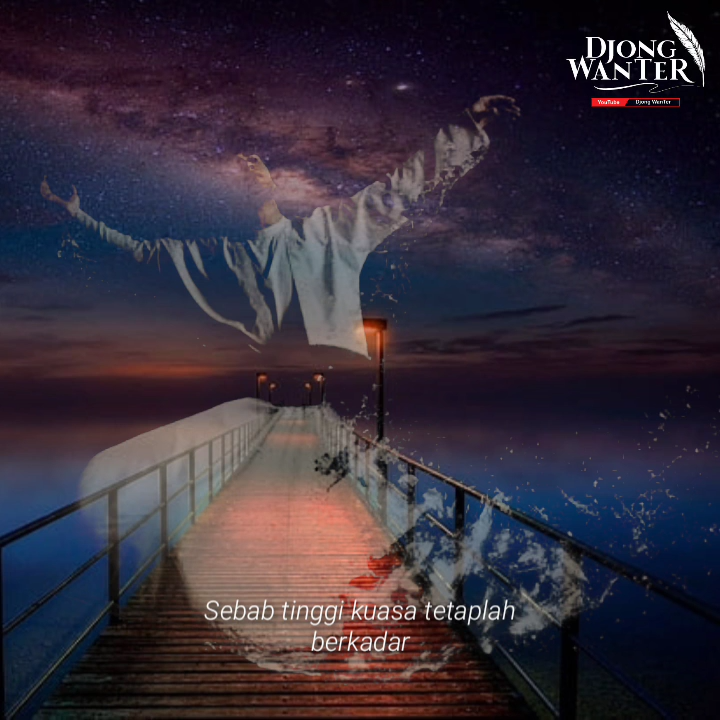 DJONG
WANTER
YouTube Djong WanTer
Sebab tinggi kuasa tetaplah
berkadar